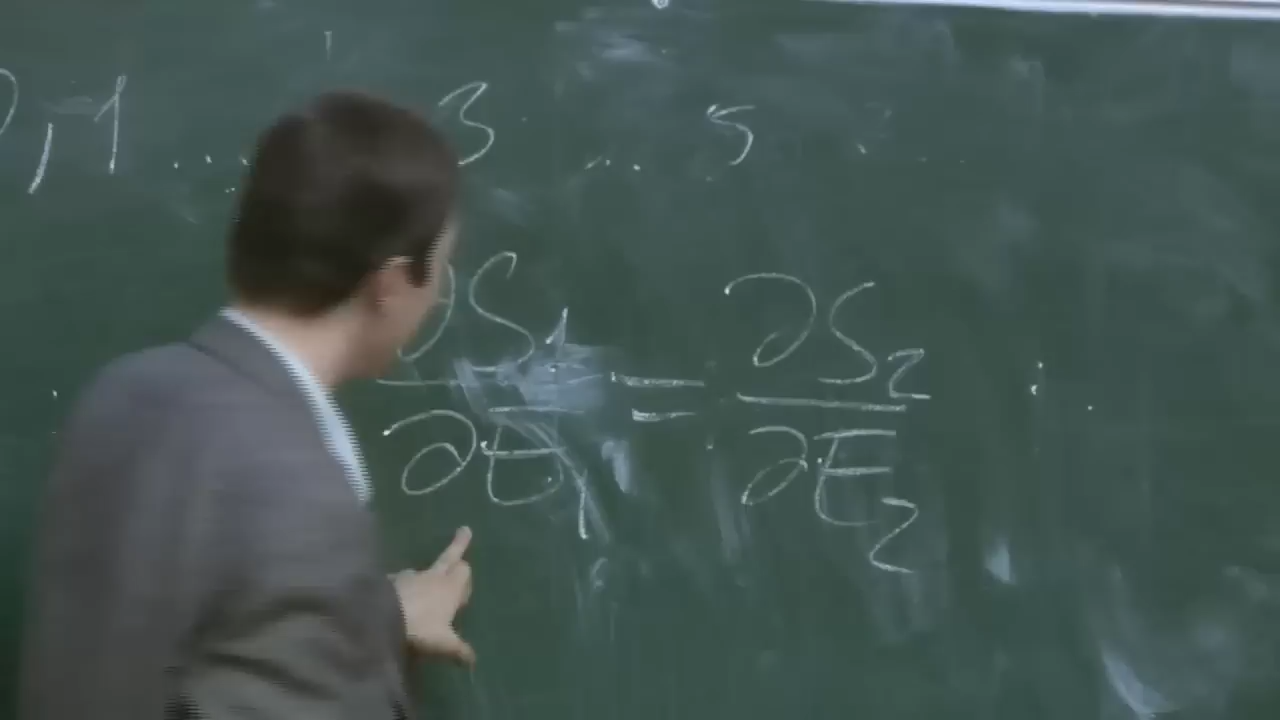 , 1 ... 3 ... 5
∂S₁/∂E₁ = ∂S₂/∂E₂